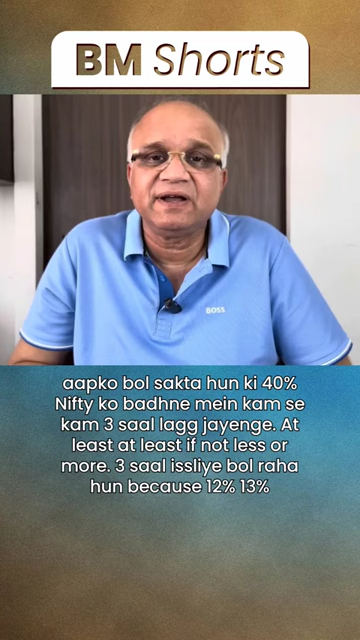 BM Shorts
BOSS
aapko bol sakta hun ki 40%
Nifty ko badhne mein kam se
kam 3 saal lagg jayenge. At
least at least if not less or
more. 3 saal issliye bol raha
hun because 12% 13%